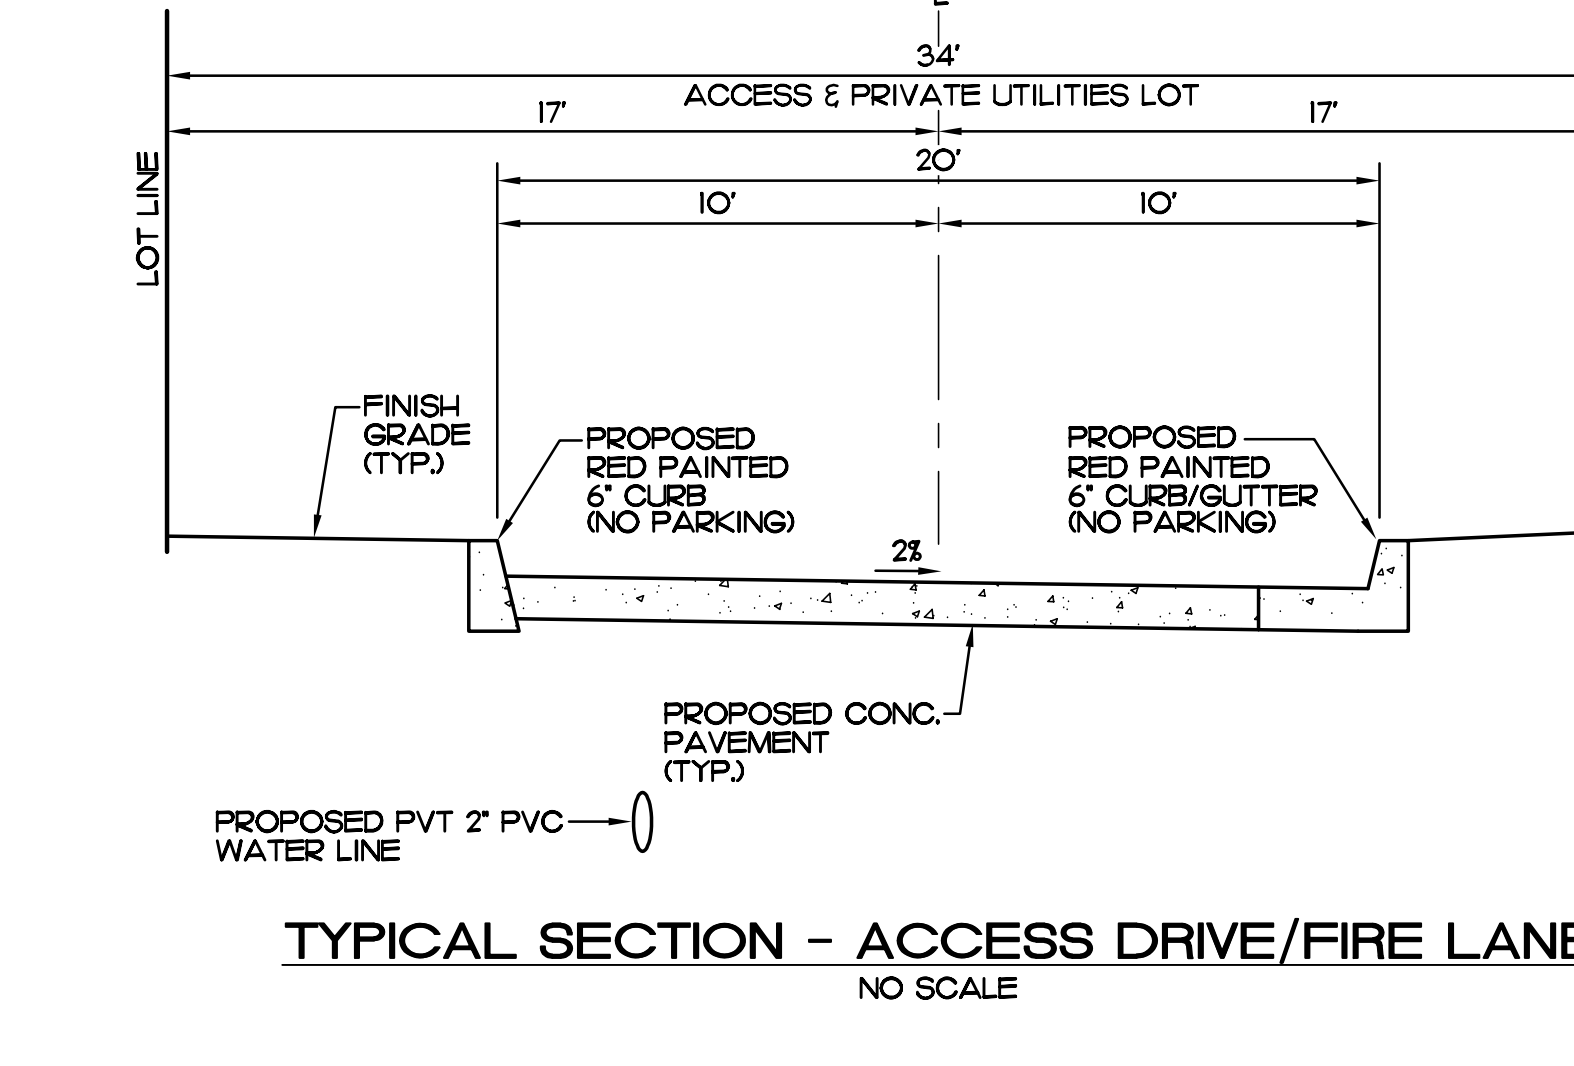 34'
ACCESS & PRIVATE UTILITIES LOT
17'
17'
20'
10'
10'
LOT LINE
FINISH
GRADE
(TYP.)
PROPOSED
RED PAINTED
6" CURB
(NO PARKING)
PROPOSED
RED PAINTED
6" CURB/GUTTER
(NO PARKING)
2%
PROPOSED CONC.
PAVEMENT
(TYP.)
PROPOSED PVT 2" PVC
WATER LINE
TYPICAL SECTION - ACCESS DRIVE/FIRE LANE
NO SCALE